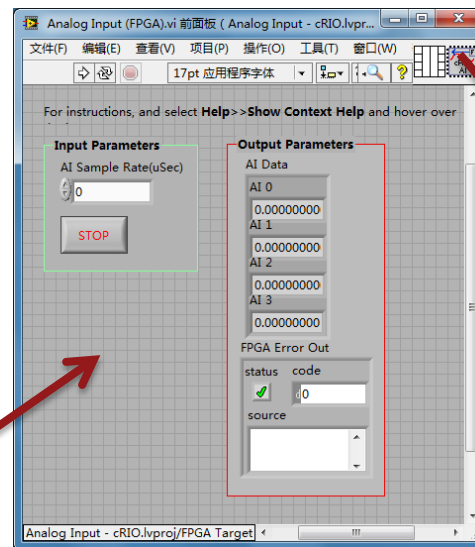 Analog Input (FPGA).vi 前面板 ( Analog Input - cRIO.lvpr...
文件(F) 编辑(E) 查看(V) 项目(P) 操作(O) 工具(T) 窗口(W)
17pt 应用程序字体
For instructions, and select Help>>Show Context Help and hover over
Input Parameters
AI Sample Rate(uSec)
0
STOP
Output Parameters
AI Data
AI 0
0.00000000
AI 1
0.00000000
AI 2
0.00000000
AI 3
0.00000000
FPGA Error Out
status code
0
source
Analog Input - cRIO.lvproj/FPGA Target